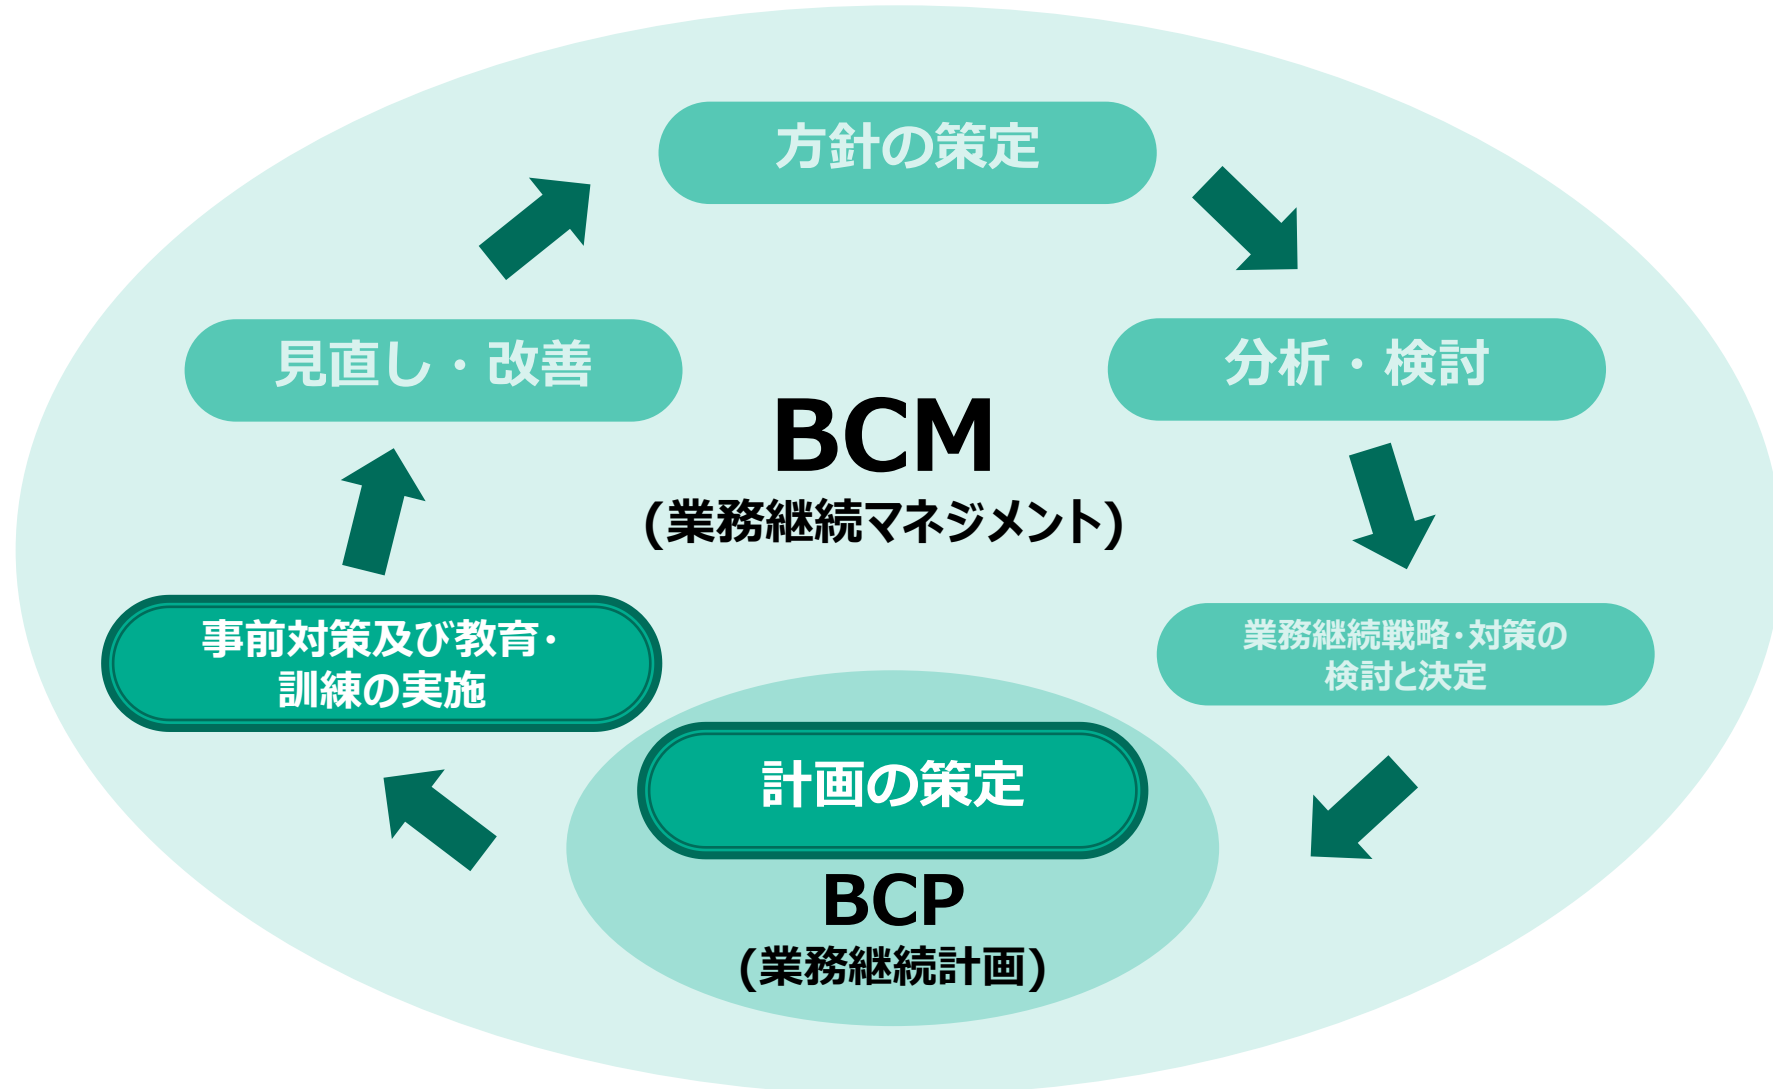 方針の策定
見直し・改善
分析・検討
BCM
(業務継続マネジメント)
事前対策及び教育・
訓練の実施
業務継続戦略・対策の
検討と決定
計画の策定
BCP
(業務継続計画)